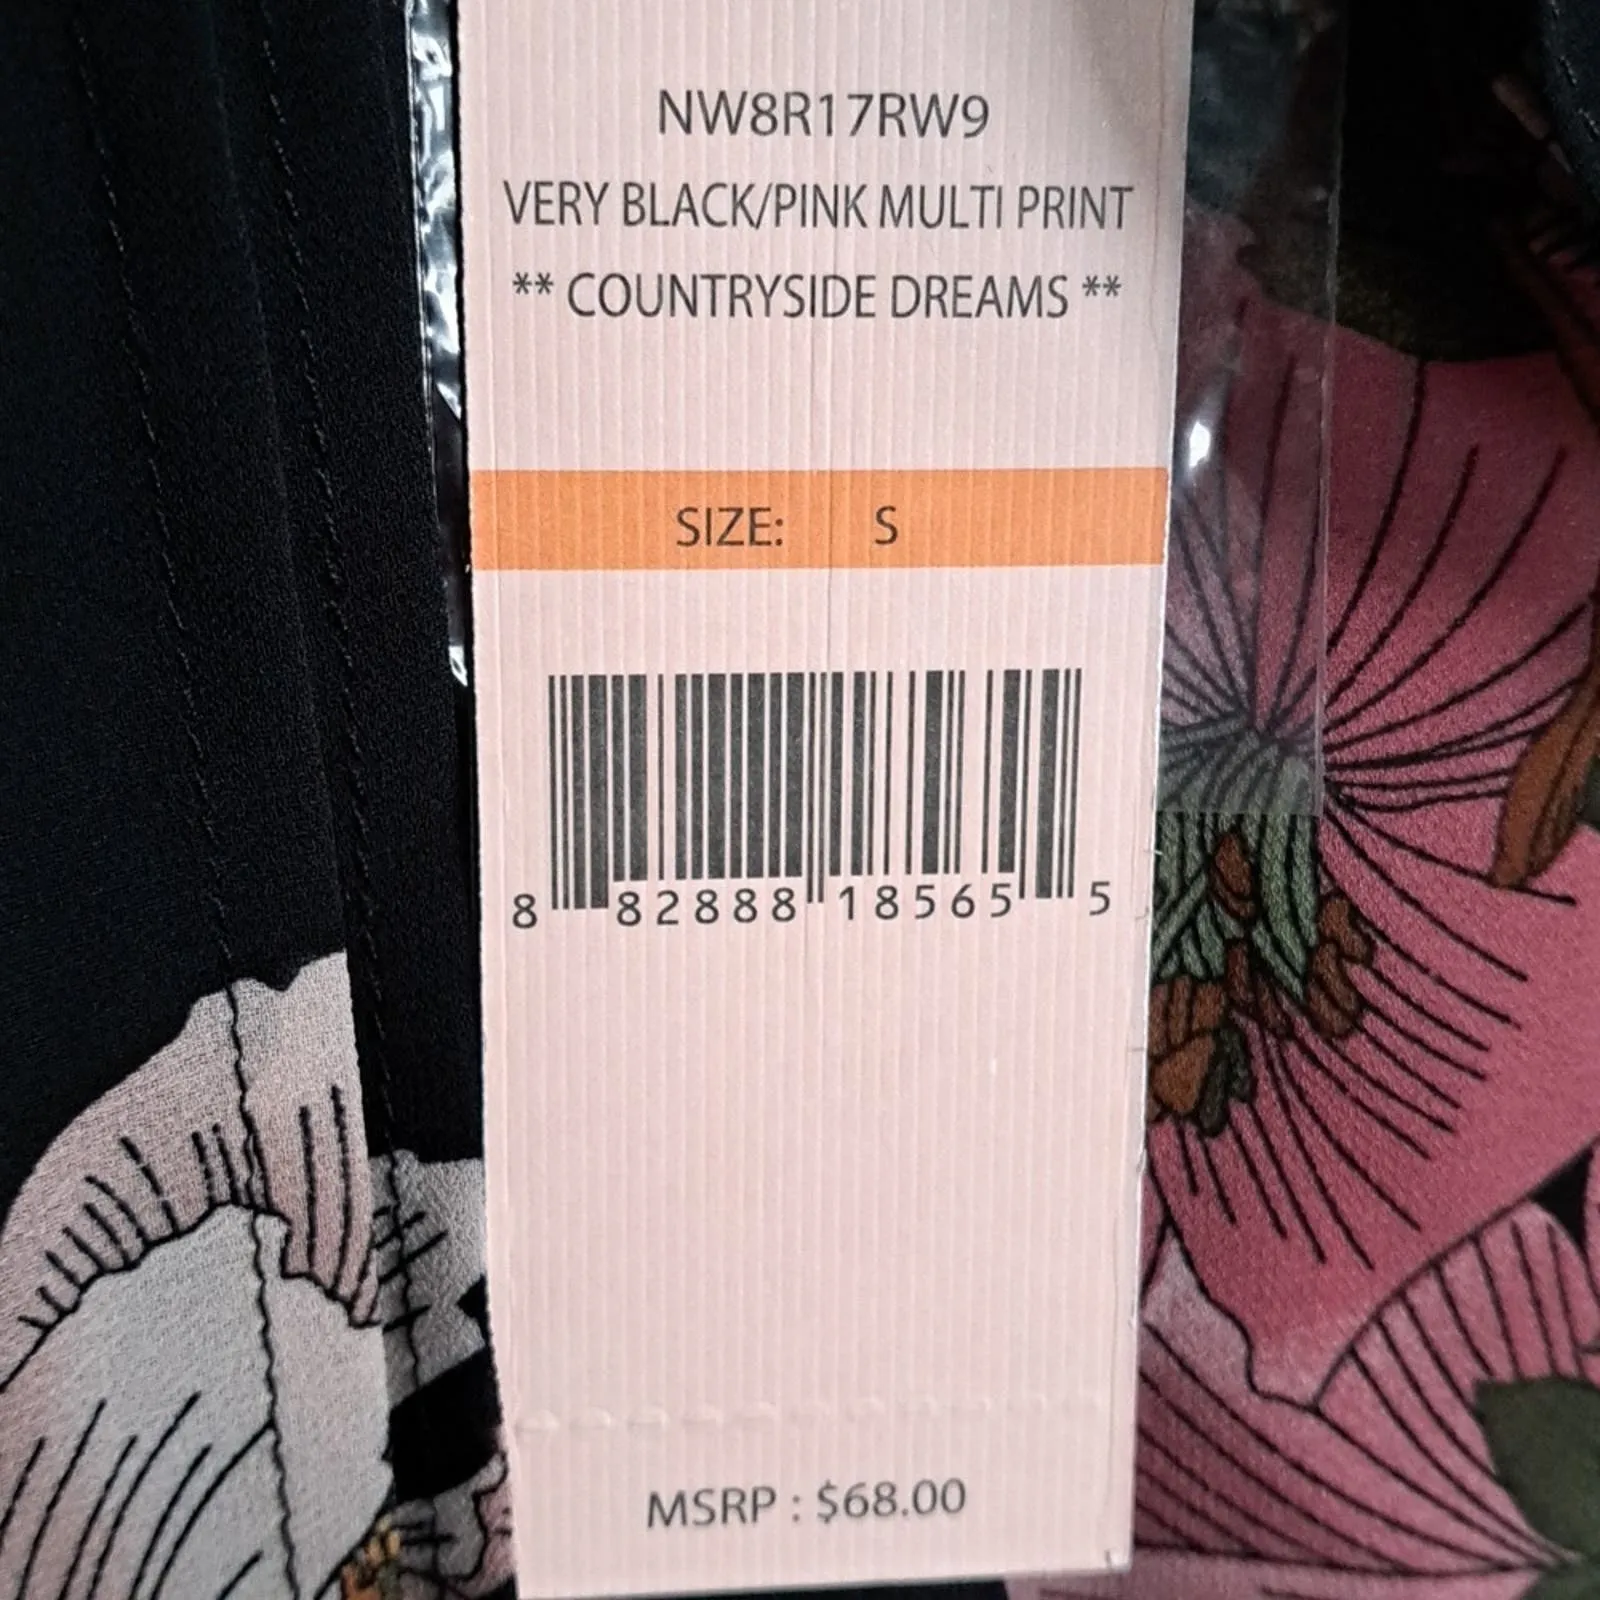 NW8R17RW9
VERY BLACK/PINK MULTI PRINT
** COUNTRYSIDE DREAMS **
SIZE: S
8 82888 18565 5
MSRP : $68.00